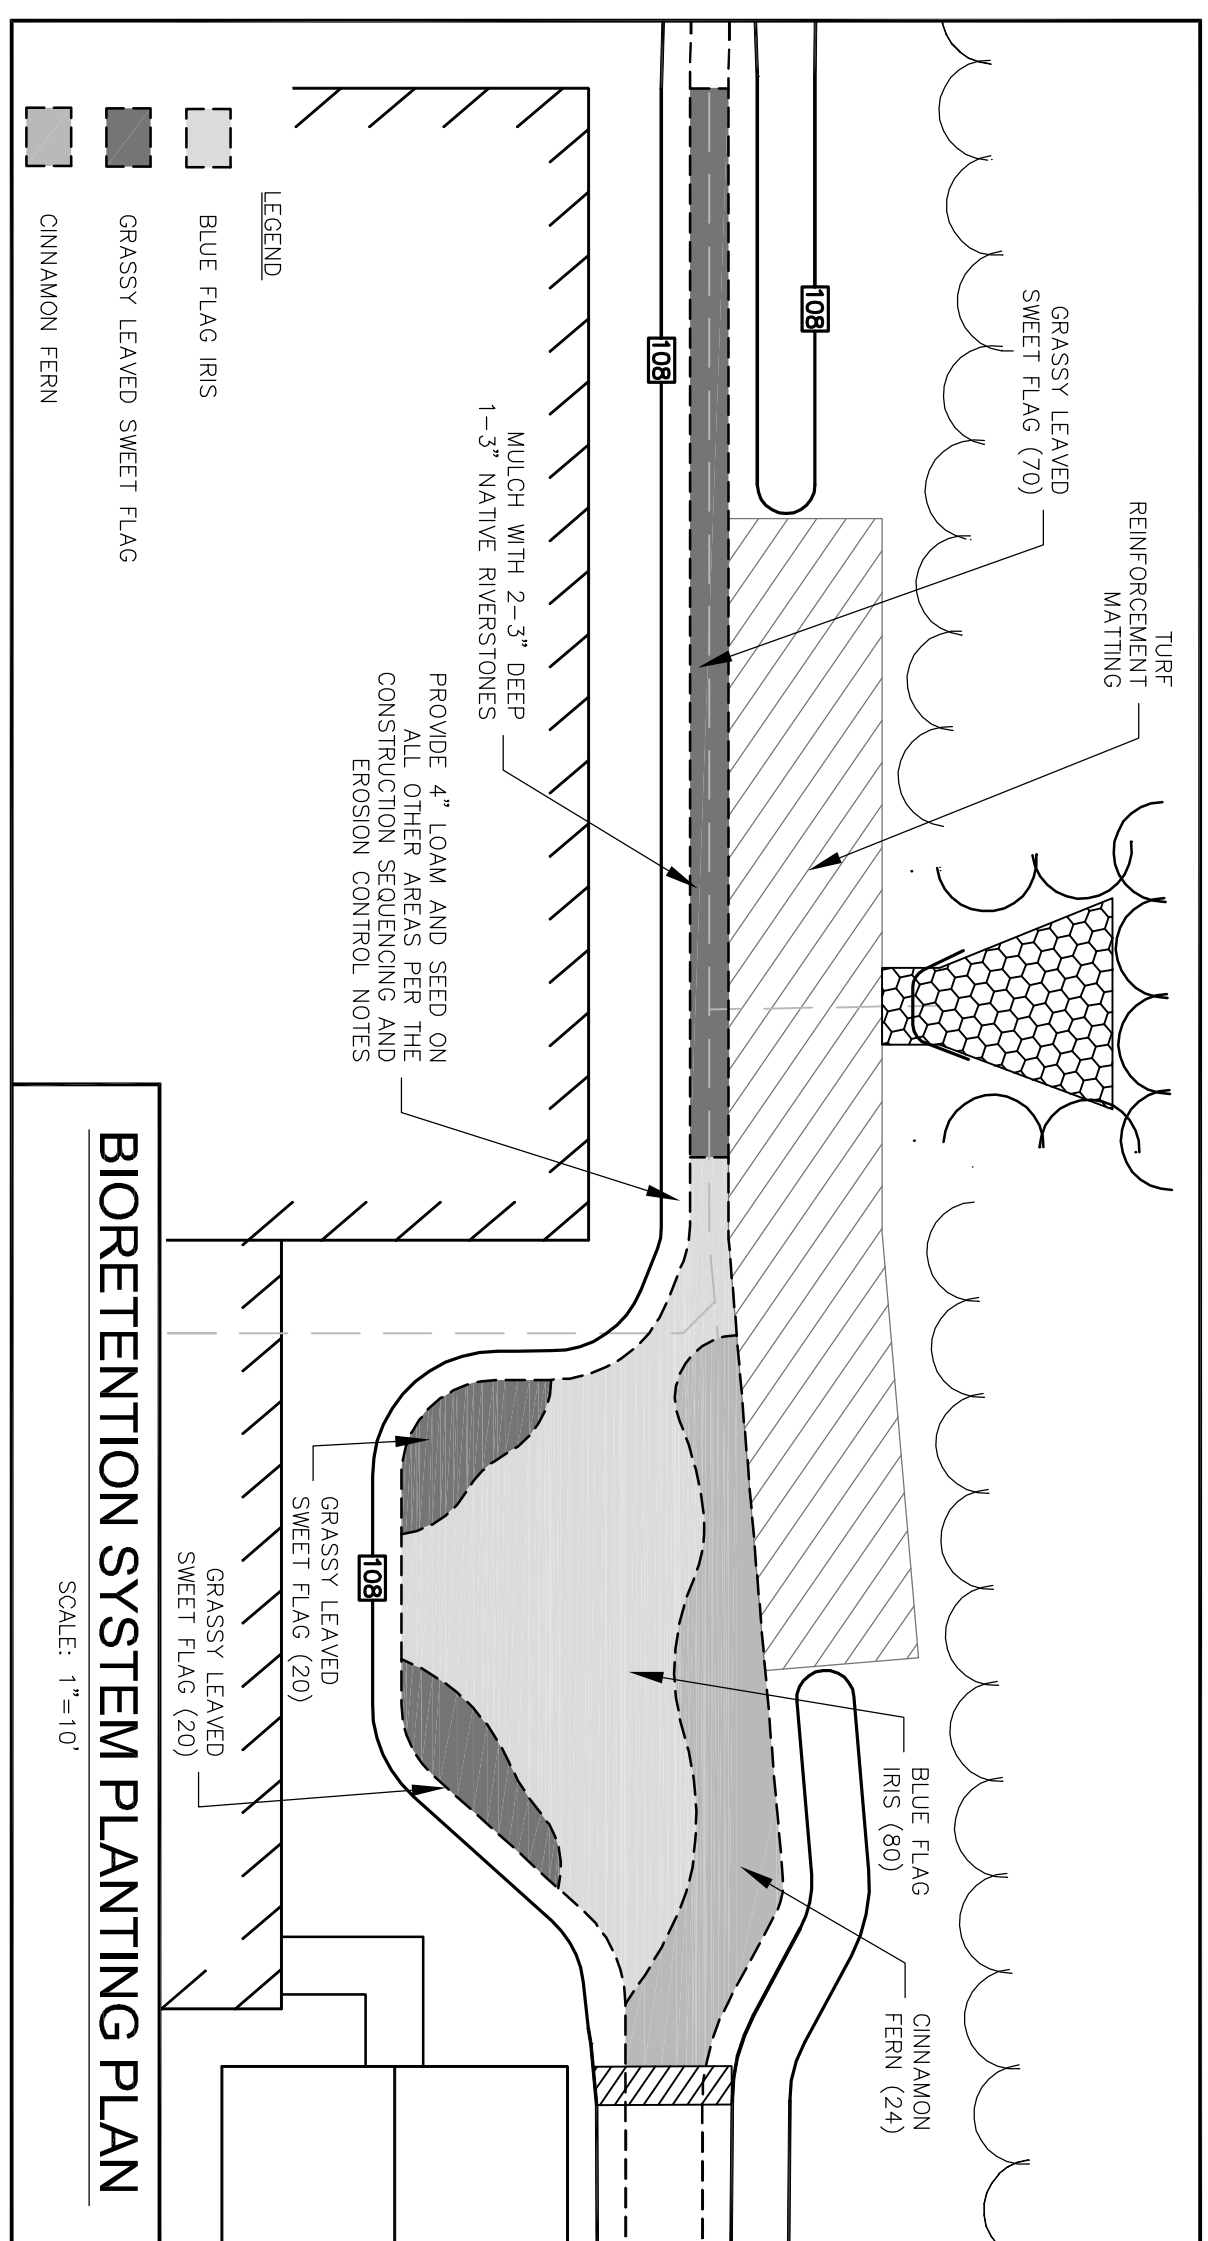 TURF
REINFORCEMENT
MATTING
GRASSY LEAVED
SWEET FLAG (70)
108
108
MULCH WITH 2-3" DEEP
1-3" NATIVE RIVERSTONES
PROVIDE 4" LOAM AND SEED ON
ALL OTHER AREAS PER THE
CONSTRUCTION SEQUENCING AND
EROSION CONTROL NOTES
BLUE FLAG
IRIS (80)
CINNAMON
FERN (24)
108
GRASSY LEAVED
SWEET FLAG (20)
GRASSY LEAVED
SWEET FLAG (20)
LEGEND
BLUE FLAG IRIS
GRASSY LEAVED SWEET FLAG
CINNAMON FERN
BIORETENTION SYSTEM PLANTING PLAN
SCALE: 1"=10'